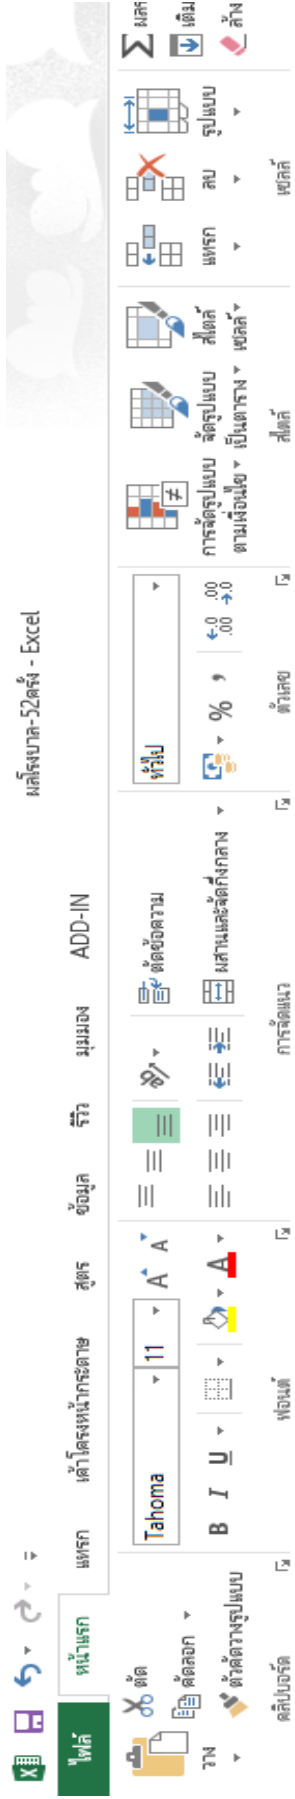 ผลโรงบาล-52ครั้ง - Excel
ไฟล์ หน้าแรก แทรก เค้าโครงหน้ากระดาษ สูตร ข้อมูล รีวิว มุมมอง ADD-IN
วาง
ตัด
คัดลอก
ตัวคัดวางรูปแบบ
คลิปบอร์ด
Tahoma 11 A A
B I U A
ฟอนต์
ตัดข้อความ
ผสานและจัดกึ่งกลาง
การจัดแนว
ทั่วไป
% , .0 .00 .00 .0
ตัวเลข
การจัดรูปแบบ
ตามเงื่อนไข
จัดรูปแบบ
เป็นตาราง
สไตล์
เซลล์
สไตล์
แทรก ลบ รูปแบบ
เซลล์
Σ
เติม
ล้าง